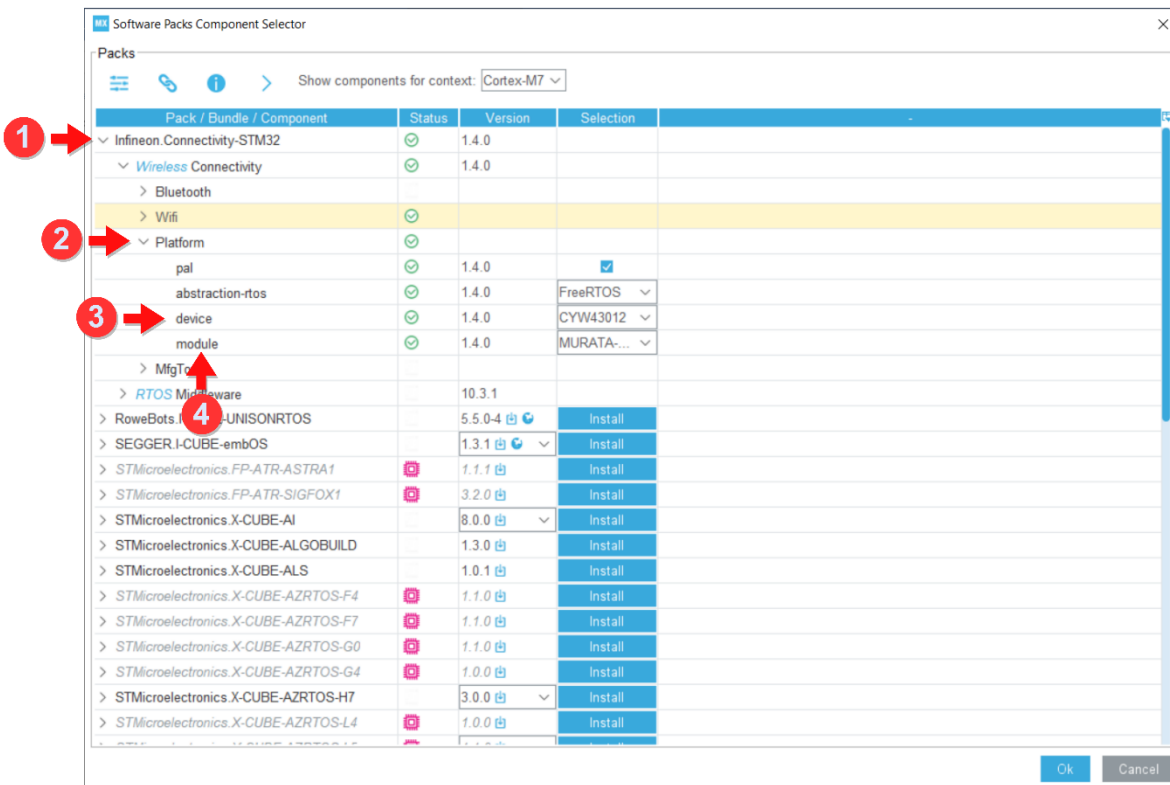 MX Software Packs Component Selector
Packs
Show components for context: Cortex-M7
Pack / Bundle / Component Status Version Selection -
1 Infineon.Connectivity-STM32 1.4.0
Wireless Connectivity 1.4.0
Bluetooth
Wifi
2 Platform
pal 1.4.0
abstraction-rtos 1.4.0 FreeRTOS
3 device 1.4.0 CYW43012
module 1.4.0 MURATA-...
RTOS 10.3.1
4 5.5.0-4 Install
SEGGER.I-CUBE-embOS 1.3.1 Install
STMicroelectronics.FP-ATR-ASTRA1 1.1.1 Install
STMicroelectronics.FP-ATR-SIGFOX1 3.2.0 Install
STMicroelectronics.X-CUBE-AI 8.0.0 Install
STMicroelectronics.X-CUBE-ALGOBUILD 1.3.0 Install
STMicroelectronics.X-CUBE-ALS 1.0.1 Install
STMicroelectronics.X-CUBE-AZRTOS-F4 1.1.0 Install
STMicroelectronics.X-CUBE-AZRTOS-F7 1.1.0 Install
STMicroelectronics.X-CUBE-AZRTOS-G0 1.1.0 Install
STMicroelectronics.X-CUBE-AZRTOS-G4 1.0.0 Install
STMicroelectronics.X-CUBE-AZRTOS-H7 3.0.0 Install
STMicroelectronics.X-CUBE-AZRTOS-L4 1.0.0 Install
Ok Cancel